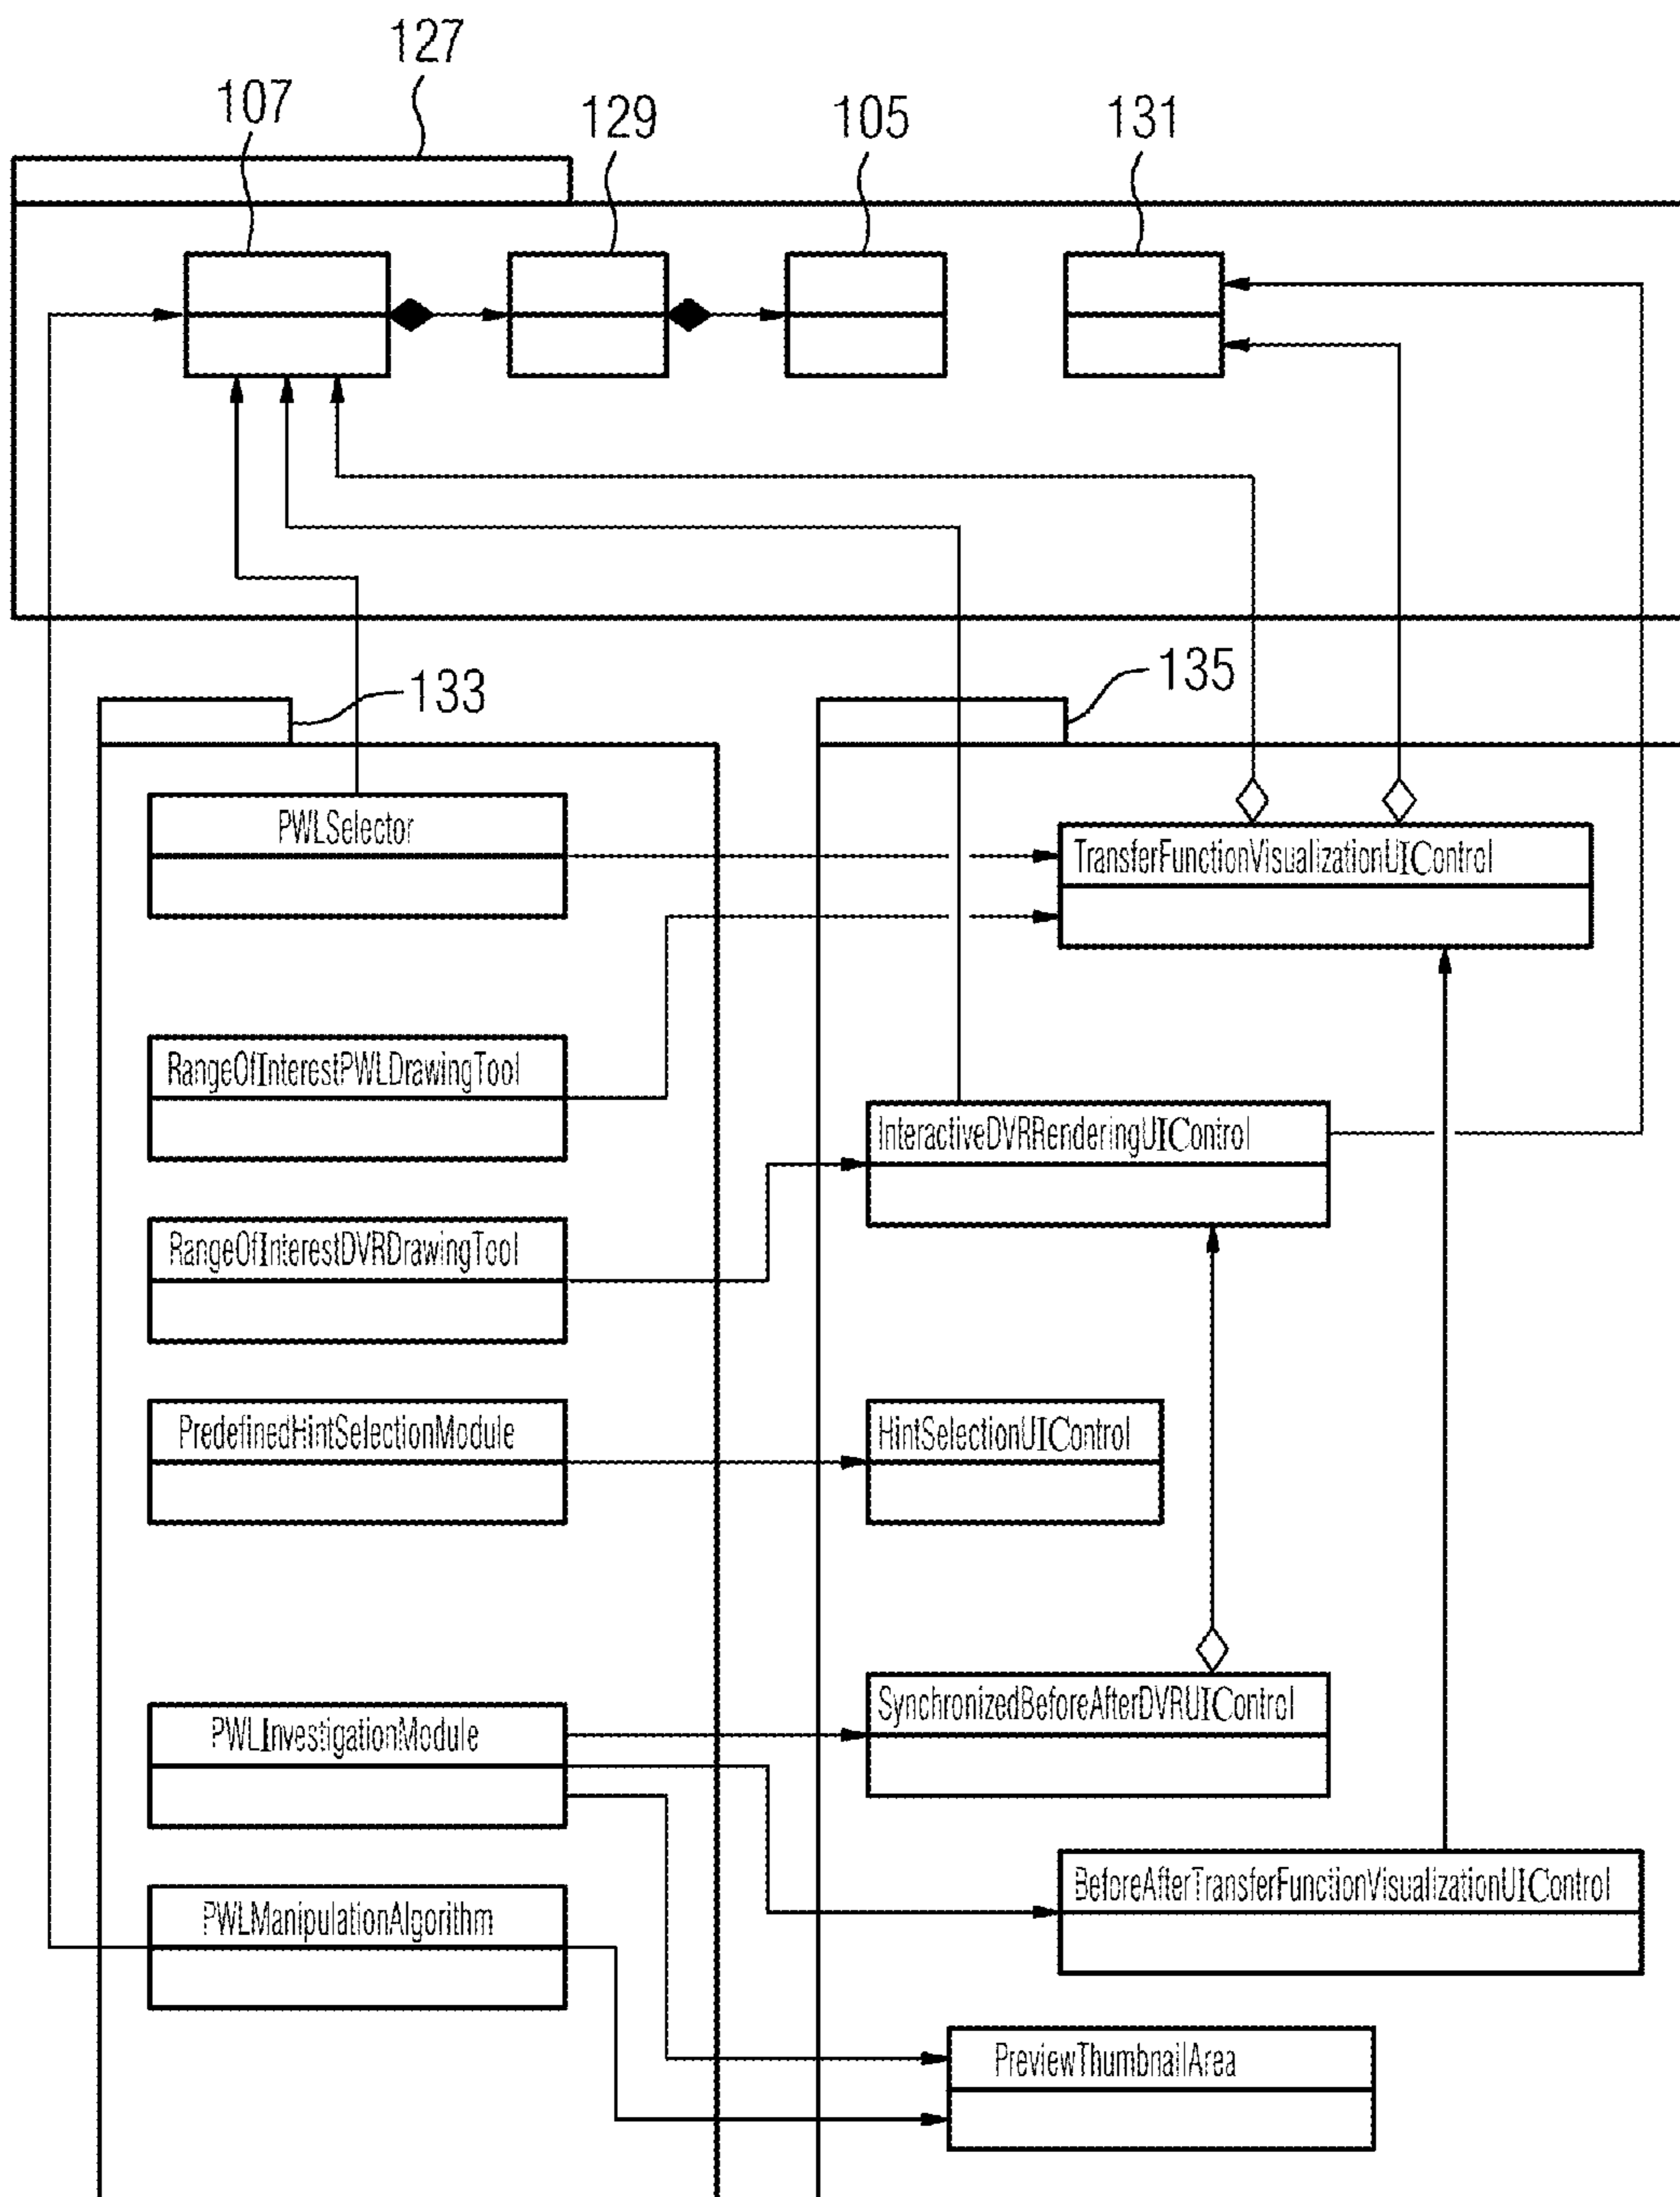 127
107
129
105
131
133
135
PWLSelector
TransferFunctionVisualizationUIControl
RangeOfInterestPWLDrawingTool
InteractiveDVRRenderingUIControl
RangeOfInterestDVRDrawingTool
PredefinedHintSelectionModule
HintSelectionUIControl
SynchronizedBeforeAfterDVRUIControl
PWLInvestigationModule
BeforeAfterTransferFunctionVisualizationUIControl
PWLManipulationAlgorithm
PreviewThumbnailArea